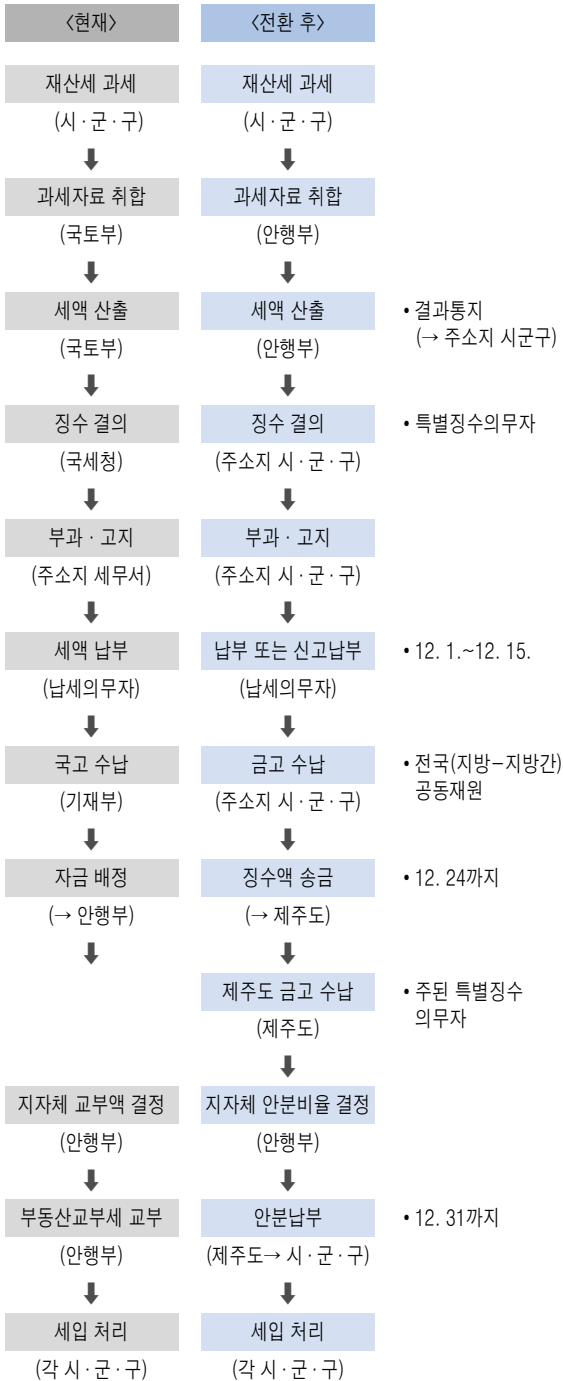 〈현재〉 〈전환 후〉
재산세 과세 재산세 과세
(시·군·구) (시·군·구)
과세자료 취합 과세자료 취합
(국토부) (안행부)
세액 산출 세액 산출 • 결과통지
(국토부) (안행부) (→ 주소지 시군구)
징수 결의 징수 결의 • 특별징수의무자
(국세청) (주소지 시·군·구)
부과·고지 부과·고지
(주소지 세무서) (주소지 시·군·구)
세액 납부 납부 또는 신고납부 • 12. 1.~12. 15.
(납세의무자) (납세의무자)
국고 수납 금고 수납 • 전국(지방-지방간)
(기재부) (주소지 시·군·구) 공동재원
자금 배정 징수액 송금 • 12. 24까지
(→ 안행부) (→ 제주도)
제주도 금고 수납 • 주된 특별징수
(제주도) 의무자
지자체 교부액 결정 지자체 안분비율 결정
(안행부) (안행부)
부동산교부세 교부 안분납부 • 12. 31까지
(안행부) (제주도→ 시·군·구)
세입 처리 세입 처리
(각 시·군·구) (각 시·군·구)